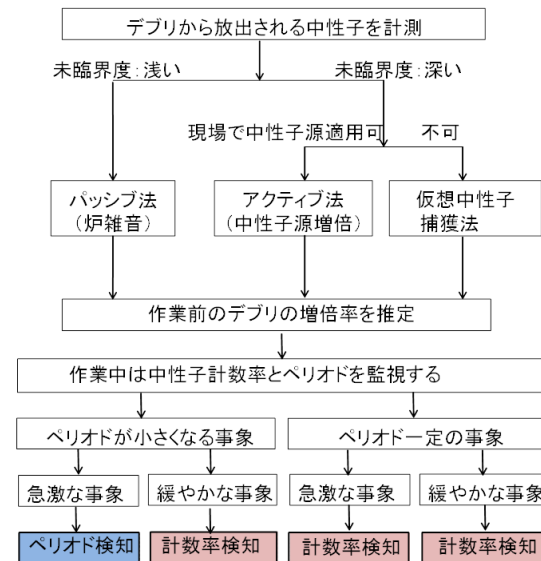 デブリから放出される中性子を計測
未臨界度:浅い
未臨界度:深い
現場で中性子源適用可
不可
パッシブ法
(炉雑音)
アクティブ法
(中性子源増倍)
仮想中性子
捕獲法
作業前のデブリの増倍率を推定
作業中は中性子計数率とペリオドを監視する
ペリオドが小さくなる事象
ペリオド一定の事象
急激な事象
緩やかな事象
急激な事象
緩やかな事象
ペリオド検知
計数率検知
計数率検知
計数率検知